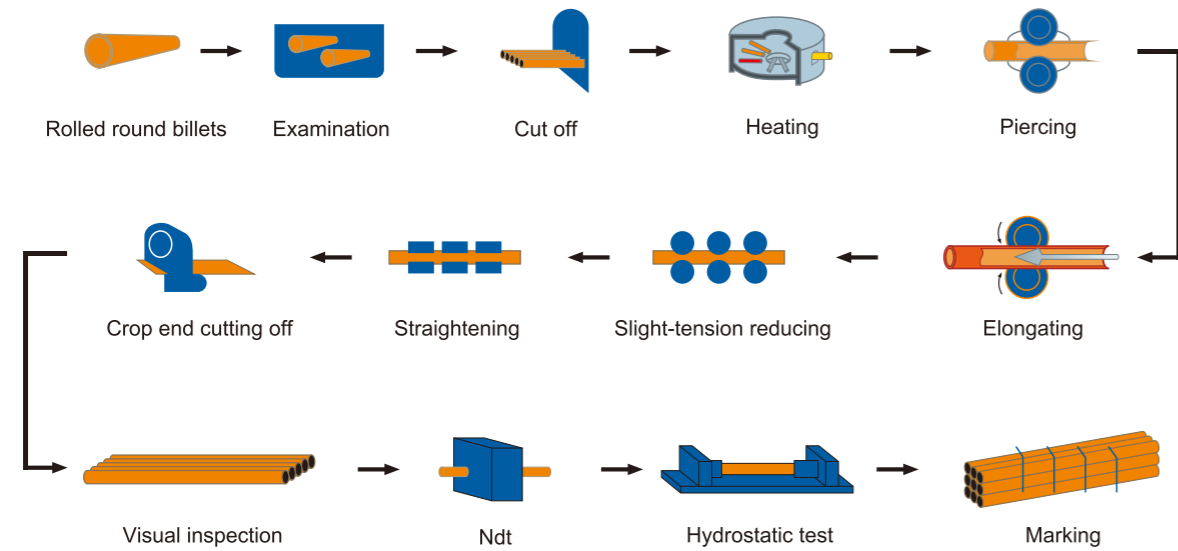 Rolled round billets
Examination
Cut off
Heating
Piercing
Elongating
Slight-tension reducing
Straightening
Crop end cutting off
Visual inspection
Ndt
Hydrostatic test
Marking